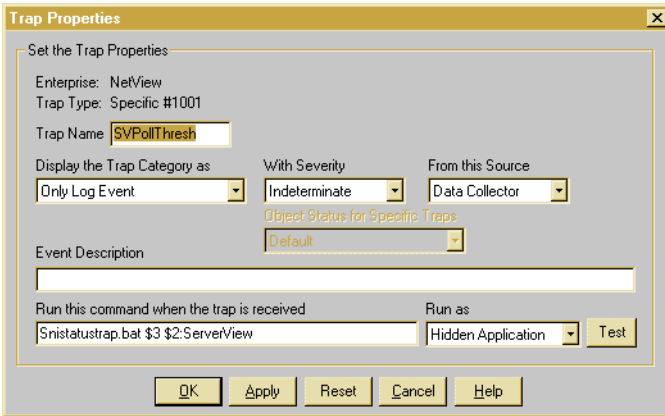 Trap Properties
Set the Trap Properties
Enterprise: NetView
Trap Type: Specific #1001
Trap Name SVPollThresh
Display the Trap Category as With Severity From this Source
Only Log Event Indeterminate Data Collector
Object Status for Specific Traps
Default
Event Description
Run this command when the trap is received Run as
Snistatustrap.bat $3 $2:ServerView Hidden Application Test
OK Apply Reset Cancel Help